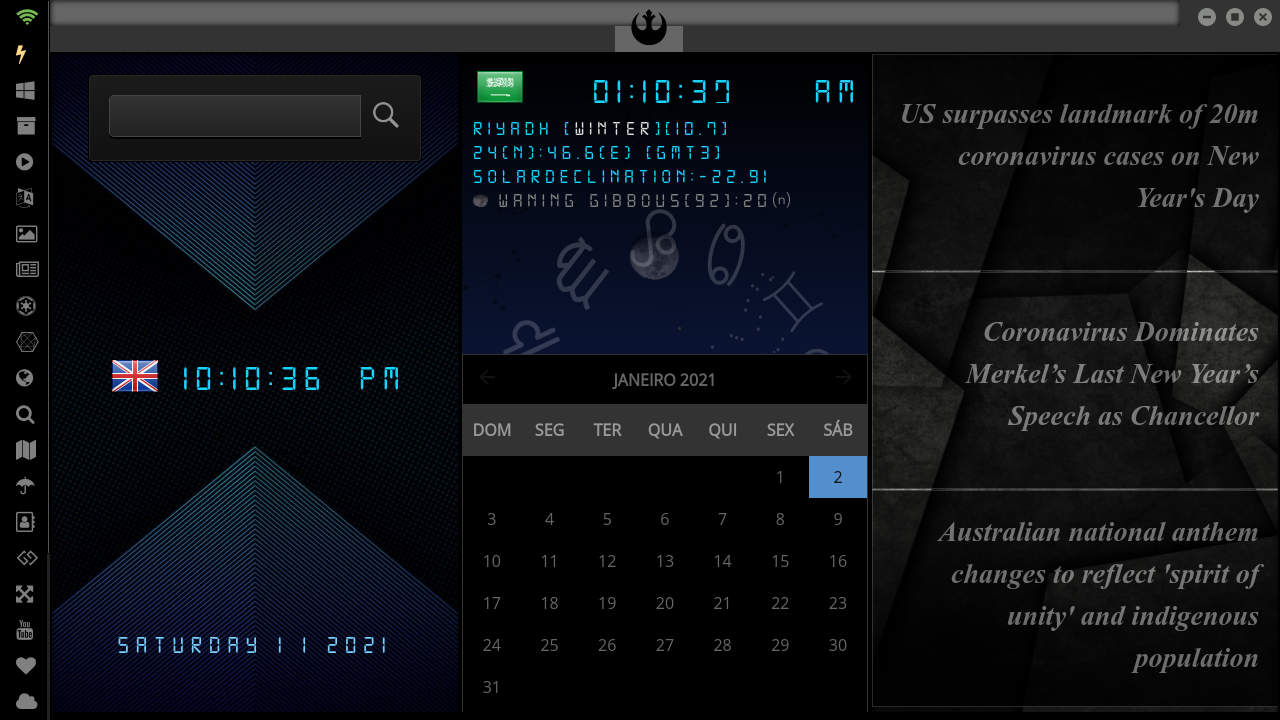 01:10:37 AM
RIYADH (WINTER)(10.7)
24(N):46.6(E) (GMT3)
SOLARDECLINATION:-22.91
WANING GIBBOUS(92):20(n)
10:10:36 PM
SATURDAY 1 1 2021
JANEIRO 2021
DOM SEG TER QUA QUI SEX SÁB
1 2
3 4 5 6 7 8 9
10 11 12 13 14 15 16
17 18 19 20 21 22 23
24 25 26 27 28 29 30
31
US surpasses landmark of 20m
coronavirus cases on New
Year's Day
Coronavirus Dominates
Merkel’s Last New Year’s
Speech as Chancellor
Australian national anthem
changes to reflect 'spirit of
unity' and indigenous
population
You
Tube